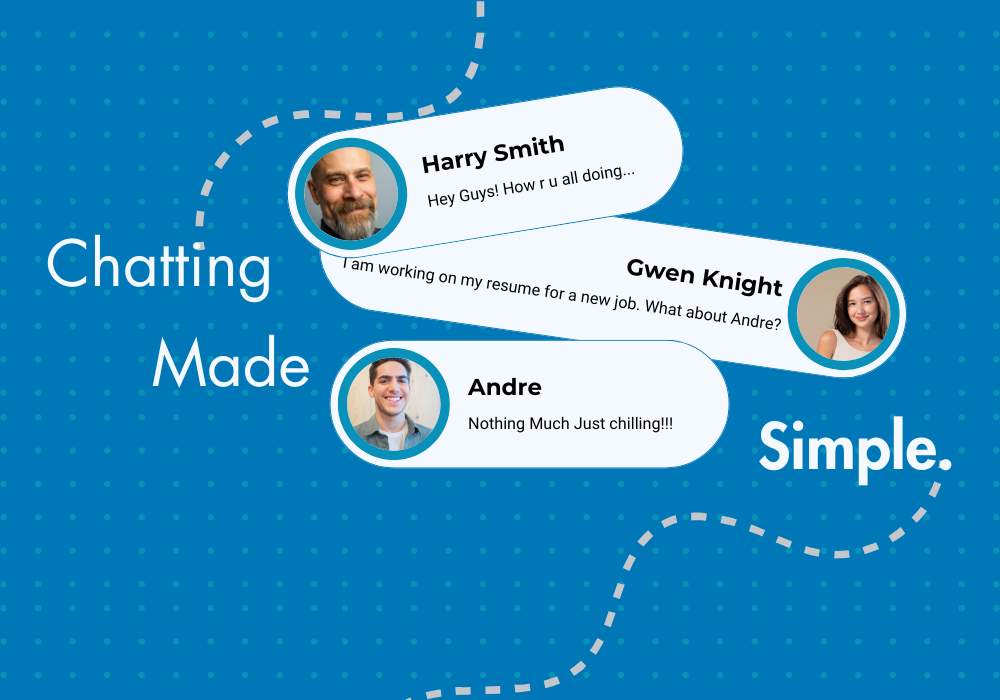 Harry Smith
Hey Guys! How r u all doing...
Chatting
Gwen Knight
I am working on my resume for a new job. What about Andre?
Made
Andre
Nothing Much Just chilling!!!
Simple.